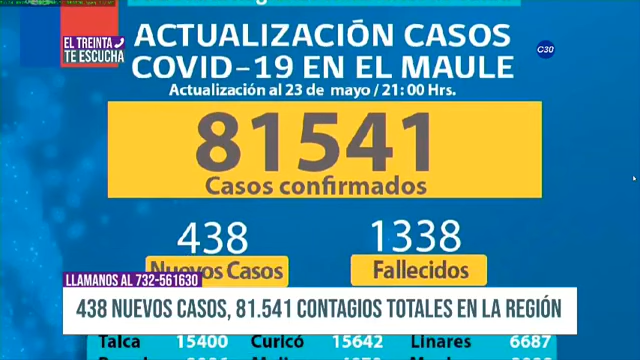 EL TREINTA
TE ESCUCHA
ACTUALIZACIÓN CASOS
COVID-19 EN EL MAULE
C30
Actualización al 23 de mayo / 21:00 Hrs.
81541
Casos confirmados
438
1338
Nuevos Casos
Fallecidos
LLAMANOS AL 732-561630
438 NUEVOS CASOS, 81.541 CONTAGIOS TOTALES EN LA REGIÓN
Talca 15400 Curicó 15642 Linares 6687